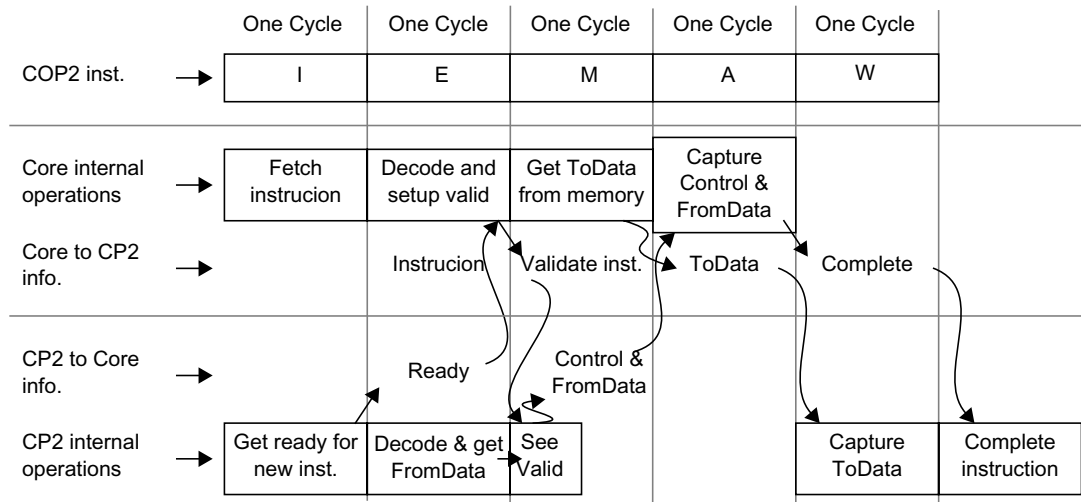 One Cycle One Cycle One Cycle One Cycle One Cycle
COP2 inst. I E M A W
Core internal
operations
Fetch
instrucion
Decode and
setup valid
Get ToData
from memory
Capture
Control &
FromData
Core to CP2
info.
Instrucion Validate inst. ToData Complete
CP2 to Core
info.
Ready
Control &
FromData
CP2 internal
operations
Get ready for
new inst.
Decode & get
FromData
See
Valid
Capture
ToData
Complete
instruction